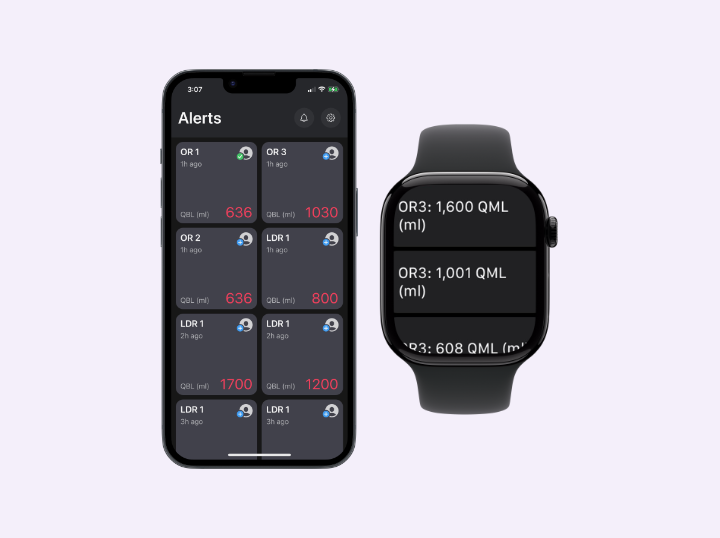 3:07
Alerts
OR 1
1h ago
QBL (ml) 636
OR 3
1h ago
QBL (ml) 1030
OR 2
1h ago
QBL (ml) 636
LDR 1
1h ago
QBL (ml) 800
LDR 1
2h ago
QBL (ml) 1700
LDR 1
2h ago
QBL (ml) 1200
LDR 1
3h ago
LDR 1
3h ago
OR3: 1,600 QML
(ml)
OR3: 1,001 QML
(ml)
OR3: 608 QML (ml